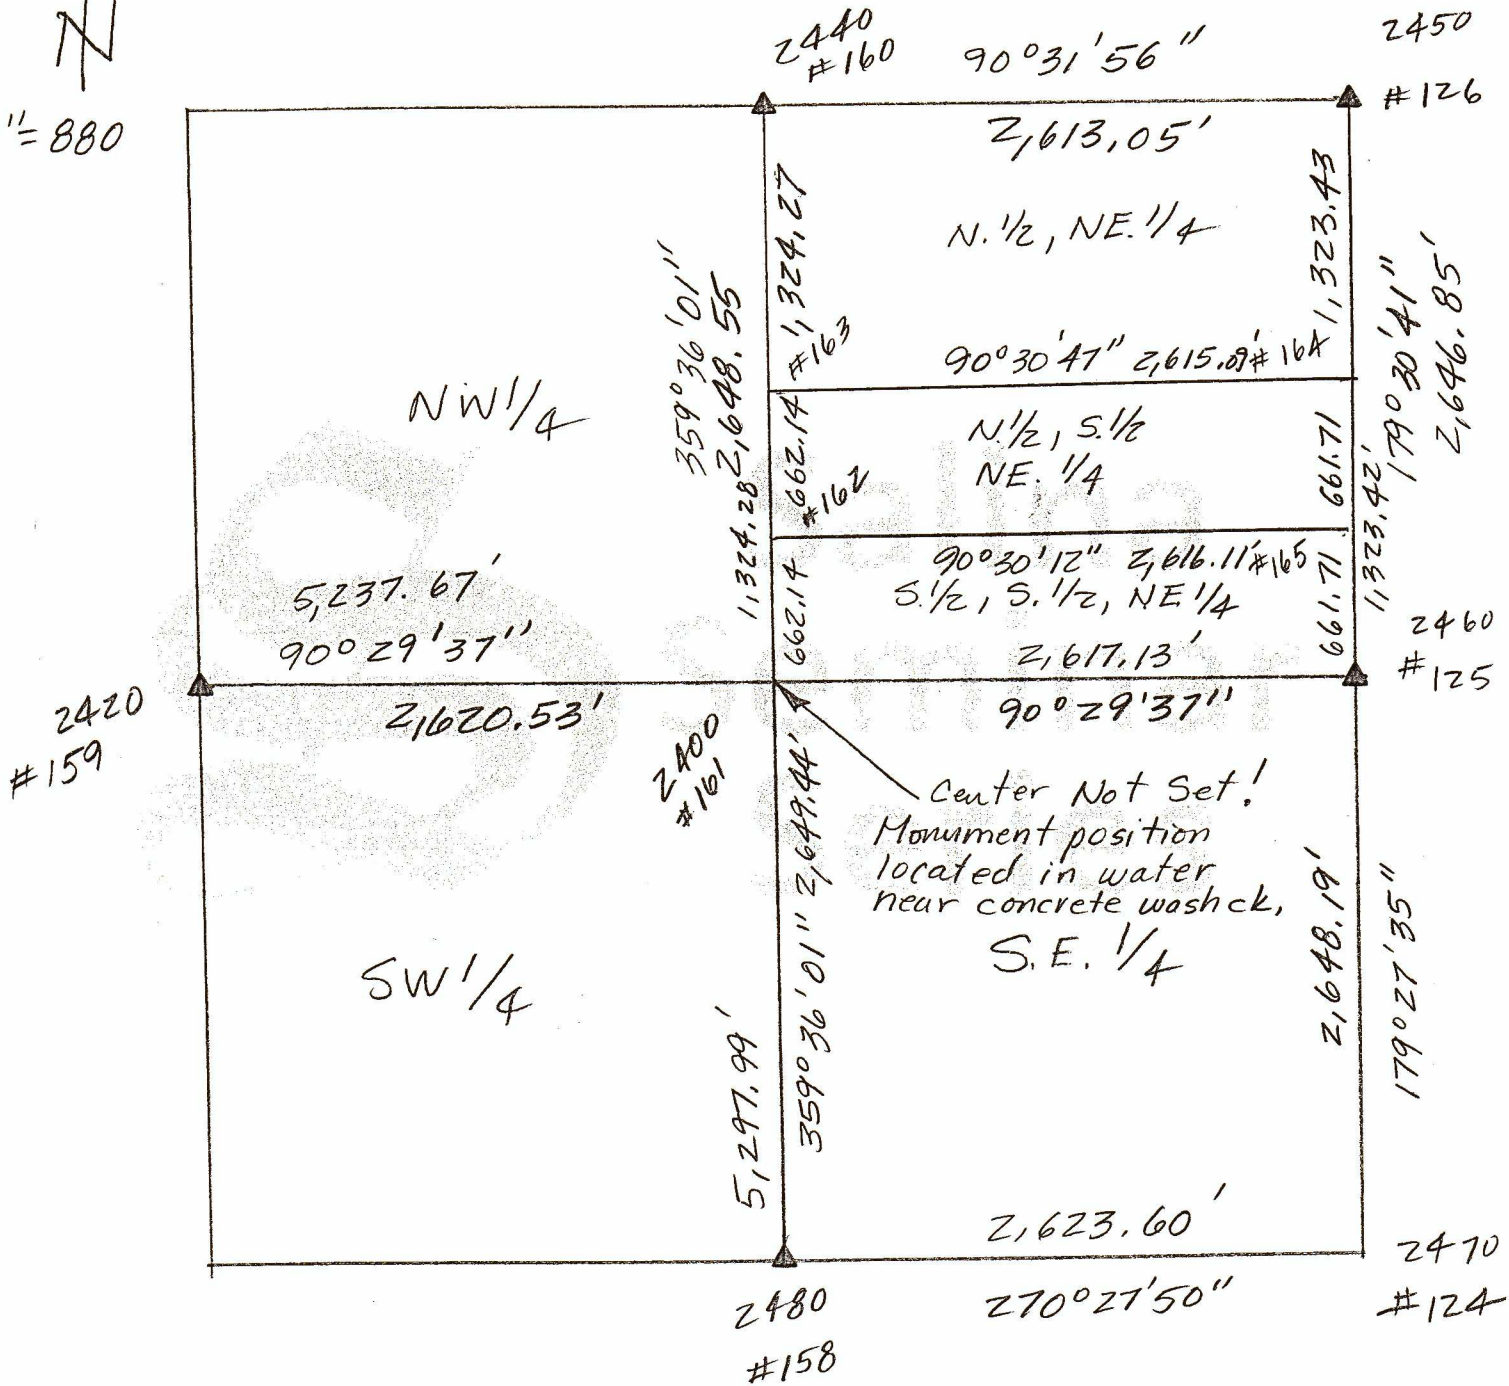 N
"= 880
2440
#160
90°31'56"
2450
#126
2,613.05'
1,324.27
1,323.43
N.1/2, NE.1/4
359°36'01"
2,648.55
179°30'41"
2,646.85'
#163
90°30'47" 2,615.09' #164
NW1/4
662.14
N.1/2, S.1/2
NE. 1/4
661.71
#162
1,324.28
1,323.42'
90°30'12" 2,616.11' #165
5,237.67'
S.1/2, S.1/2, NE1/4
662.14
661.71
90°29'37"
2,617.13'
2460
#125
2420
#159
2,620.53'
90°29'37"
2400
#161
Center Not Set!
Monument position
located in water
near concrete wash ck,
2,649.44'
359°36'01"
S.E. 1/4
2,648.19'
179°27'35"
SW1/4
5,297.99'
2,623.60'
2470
#124
2480
#158
270°27'50"
salina
seminar